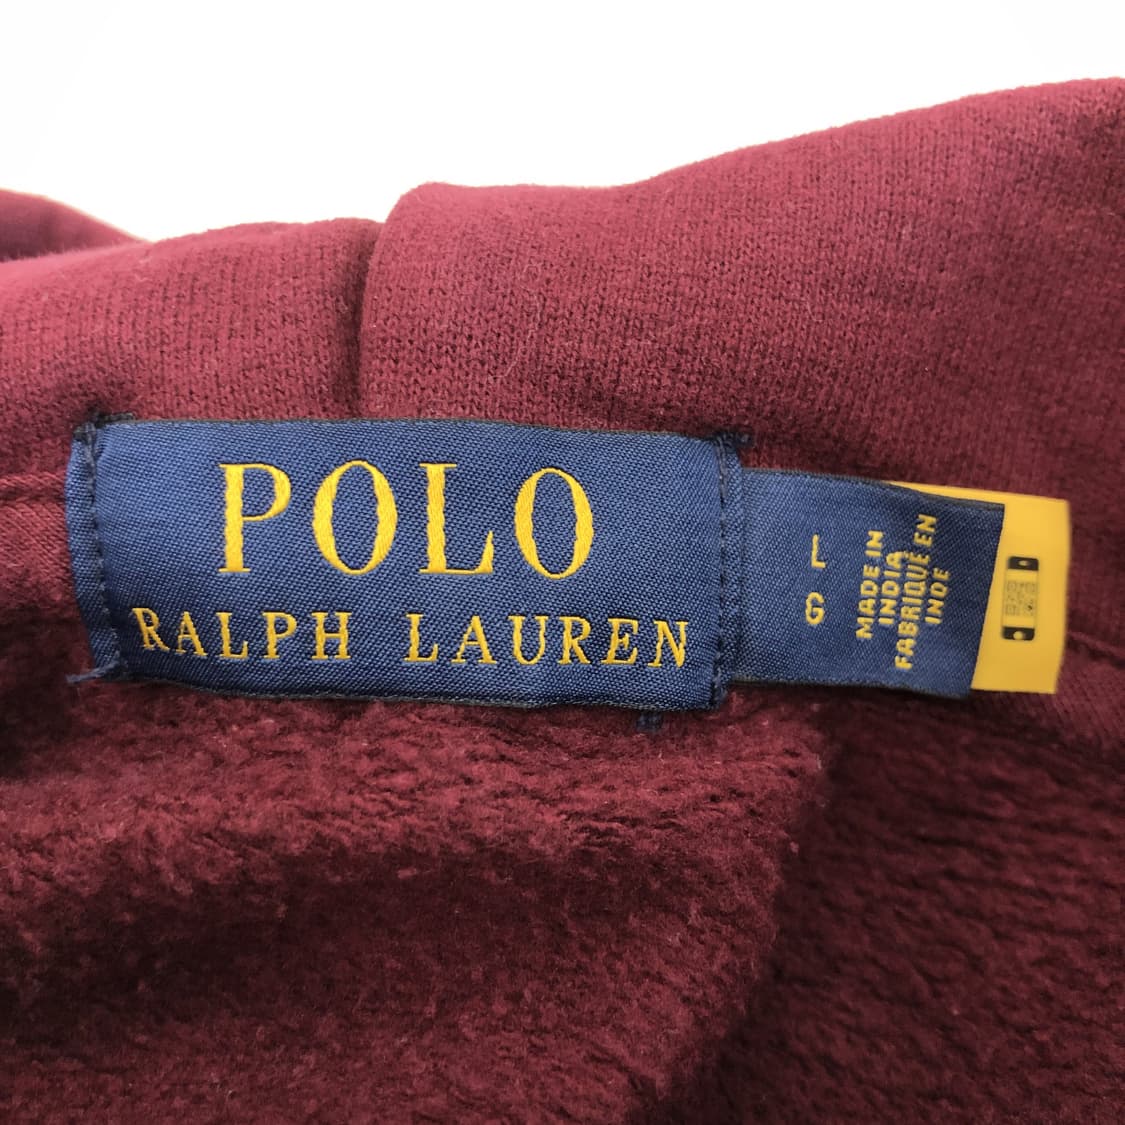 POLO
RALPH LAUREN
L
G
MADE IN
INDIA
FABRIQUÉ EN
INDE